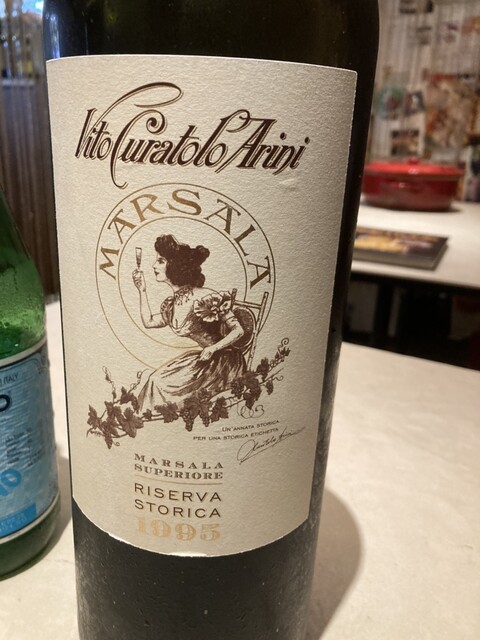 Vito Curatolo Arini
MARSALA
...UN'ANNATA STORICA
PER UNA STORICA ETICHETTA
MARSALA
SUPERIORE
RISERVA
STORICA
1995